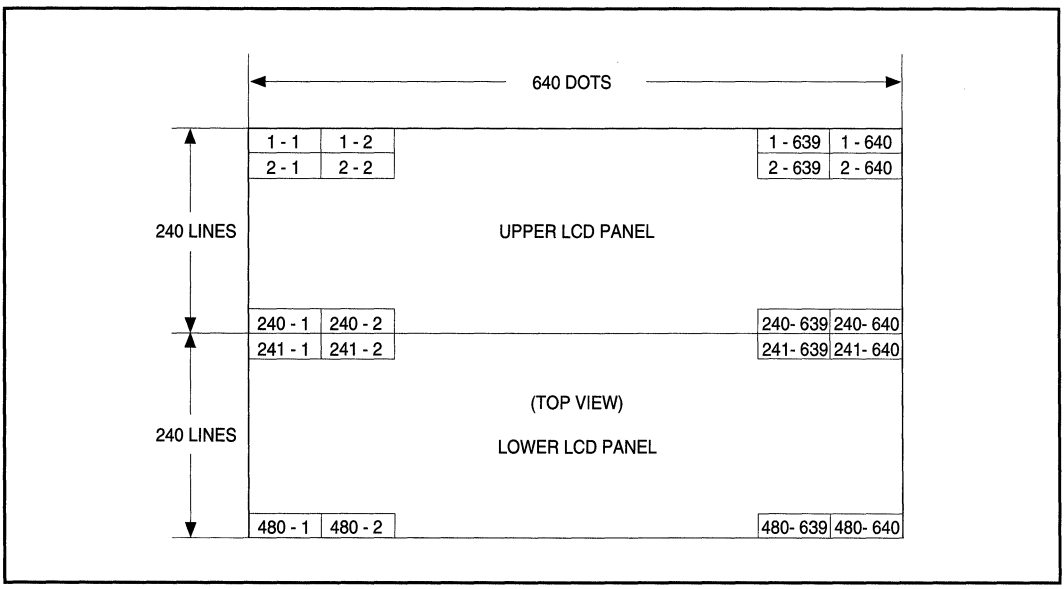 640 DOTS
1 - 1 1 - 2 1 - 639 1 - 640
2 - 1 2 - 2 2 - 639 2 - 640
240 LINES UPPER LCD PANEL
240 - 1 240 - 2 240- 639 240- 640
241 - 1 241 - 2 241- 639 241- 640
(TOP VIEW)
240 LINES
LOWER LCD PANEL
480 - 1 480 - 2 480- 639 480- 640